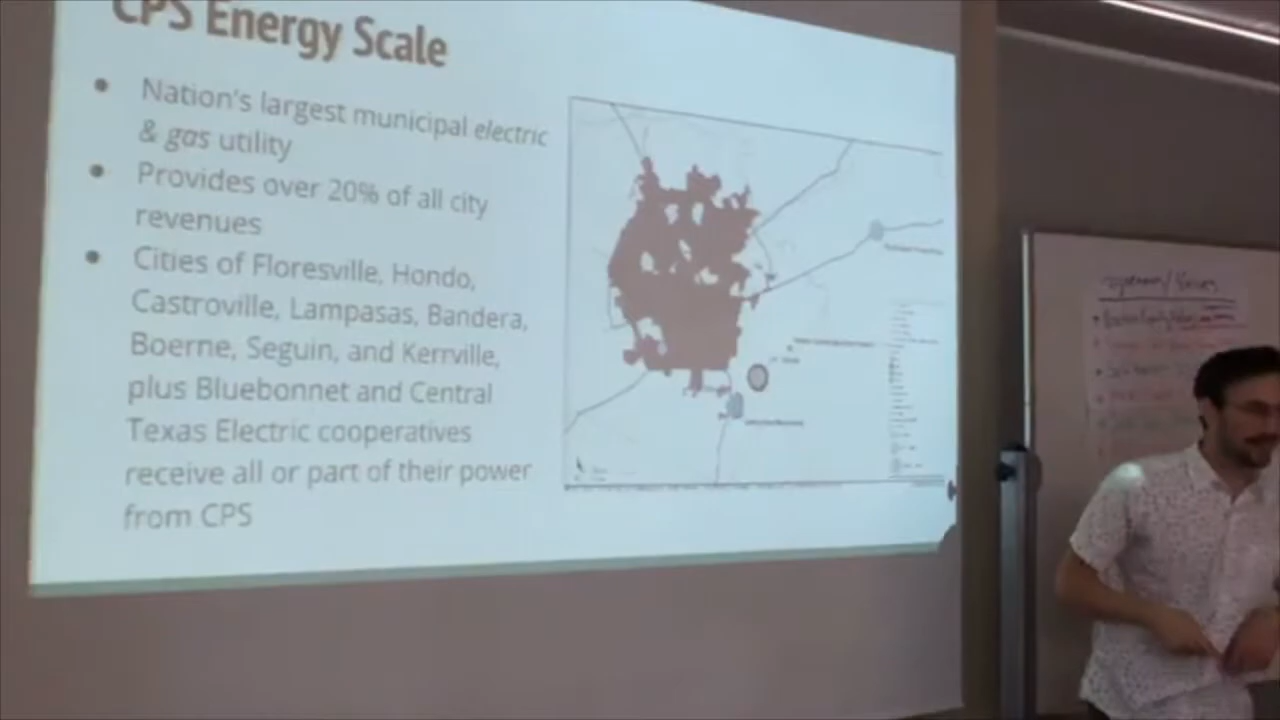 CPS Energy Scale
• Nation's largest municipal electric
& gas utility
• Provides over 20% of all city
revenues
• Cities of Floresville, Hondo,
Castroville, Lampasas, Bandera,
Boerne, Seguin, and Kerrville,
plus Bluebonnet and Central
Texas Electric cooperatives
receive all or part of their power
from CPS